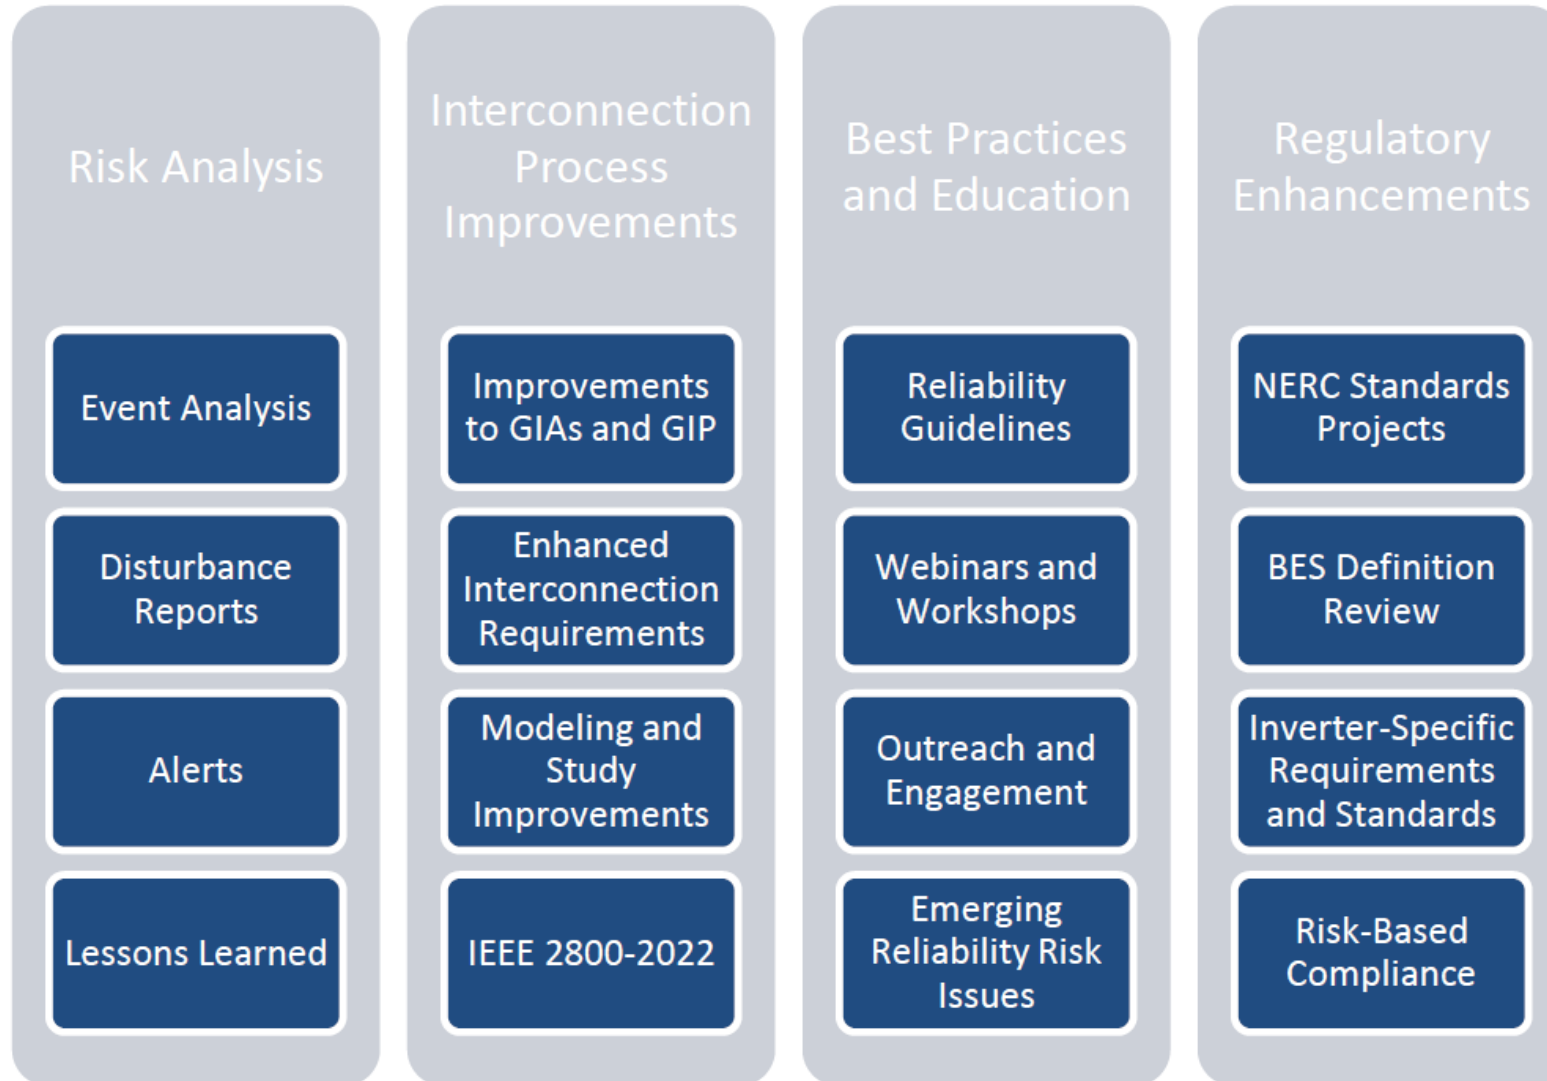 Risk Analysis
Event Analysis
Disturbance
Reports
Alerts
Lessons Learned
Interconnection
Process
Improvements
Improvements
to GIAs and GIP
Enhanced
Interconnection
Requirements
Modeling and
Study
Improvements
IEEE 2800-2022
Best Practices
and Education
Reliability
Guidelines
Webinars and
Workshops
Outreach and
Engagement
Emerging
Reliability Risk
Issues
Regulatory
Enhancements
NERC Standards
Projects
BES Definition
Review
Inverter-Specific
Requirements
and Standards
Risk-Based
Compliance